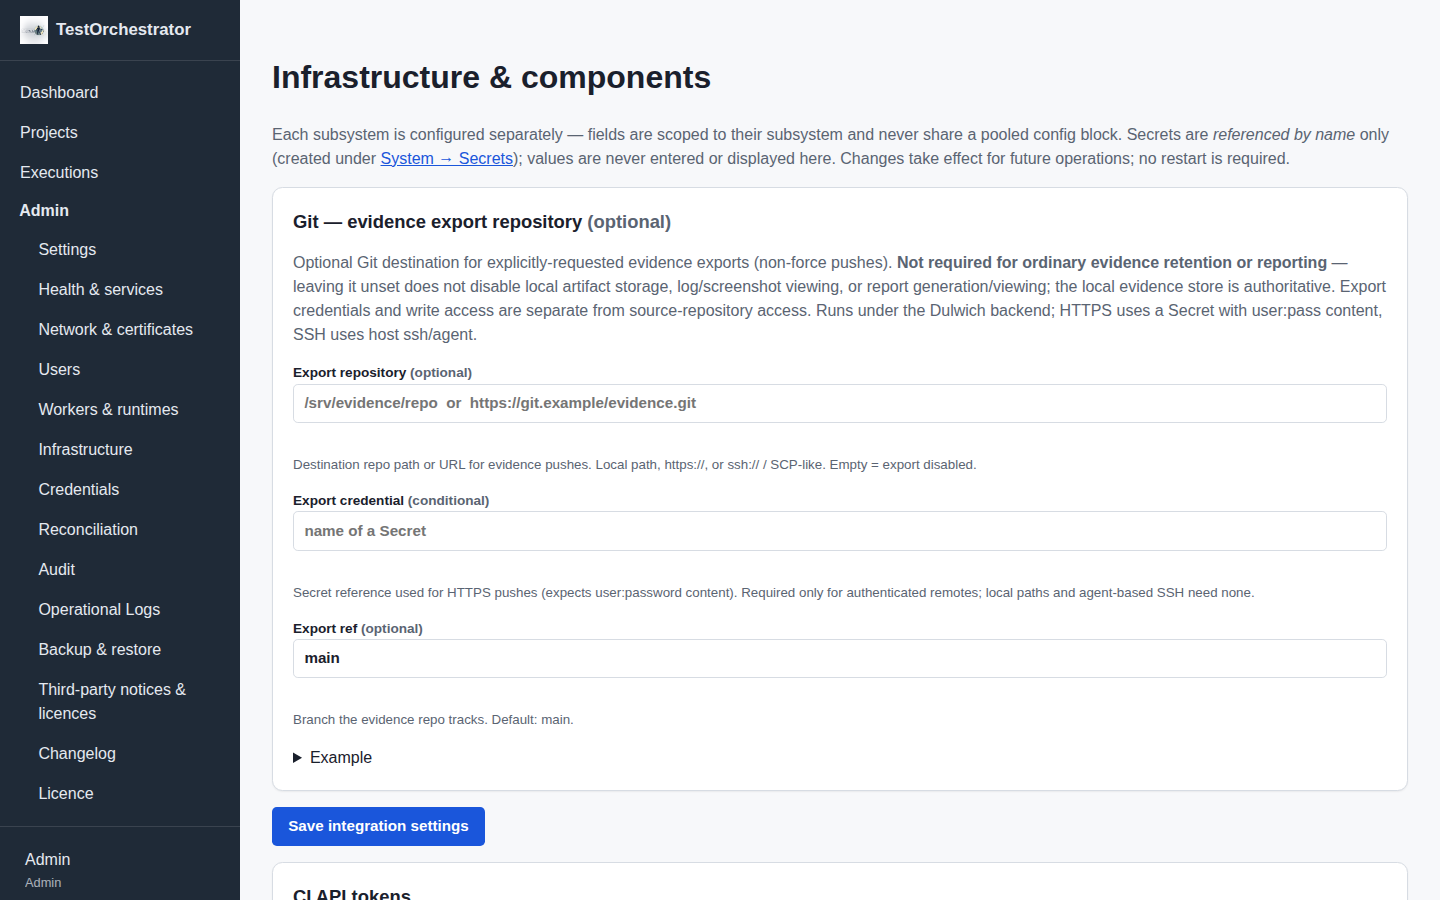 TestOrchestrator
Dashboard
Projects
Executions
Admin
Settings
Health & services
Network & certificates
Users
Workers & runtimes
Infrastructure
Credentials
Reconciliation
Audit
Operational Logs
Backup & restore
Third-party notices &
licences
Changelog
Licence
Admin
Admin
Infrastructure & components
Each subsystem is configured separately — fields are scoped to their subsystem and never share a pooled config block. Secrets are referenced by name only
(created under System → Secrets); values are never entered or displayed here. Changes take effect for future operations; no restart is required.
Git — evidence export repository (optional)
Optional Git destination for explicitly-requested evidence exports (non-force pushes). Not required for ordinary evidence retention or reporting —
leaving it unset does not disable local artifact storage, log/screenshot viewing, or report generation/viewing; the local evidence store is authoritative. Export
credentials and write access are separate from source-repository access. Runs under the Dulwich backend; HTTPS uses a Secret with user:pass content,
SSH uses host ssh/agent.
Export repository (optional)
/srv/evidence/repo  or  https://git.example/evidence.git
Destination repo path or URL for evidence pushes. Local path, https://, or ssh:// / SCP-like. Empty = export disabled.
Export credential (conditional)
name of a Secret
Secret reference used for HTTPS pushes (expects user:password content). Required only for authenticated remotes; local paths and agent-based SSH need none.
Export ref (optional)
main
Branch the evidence repo tracks. Default: main.
Example
Save integration settings
CI API tokens